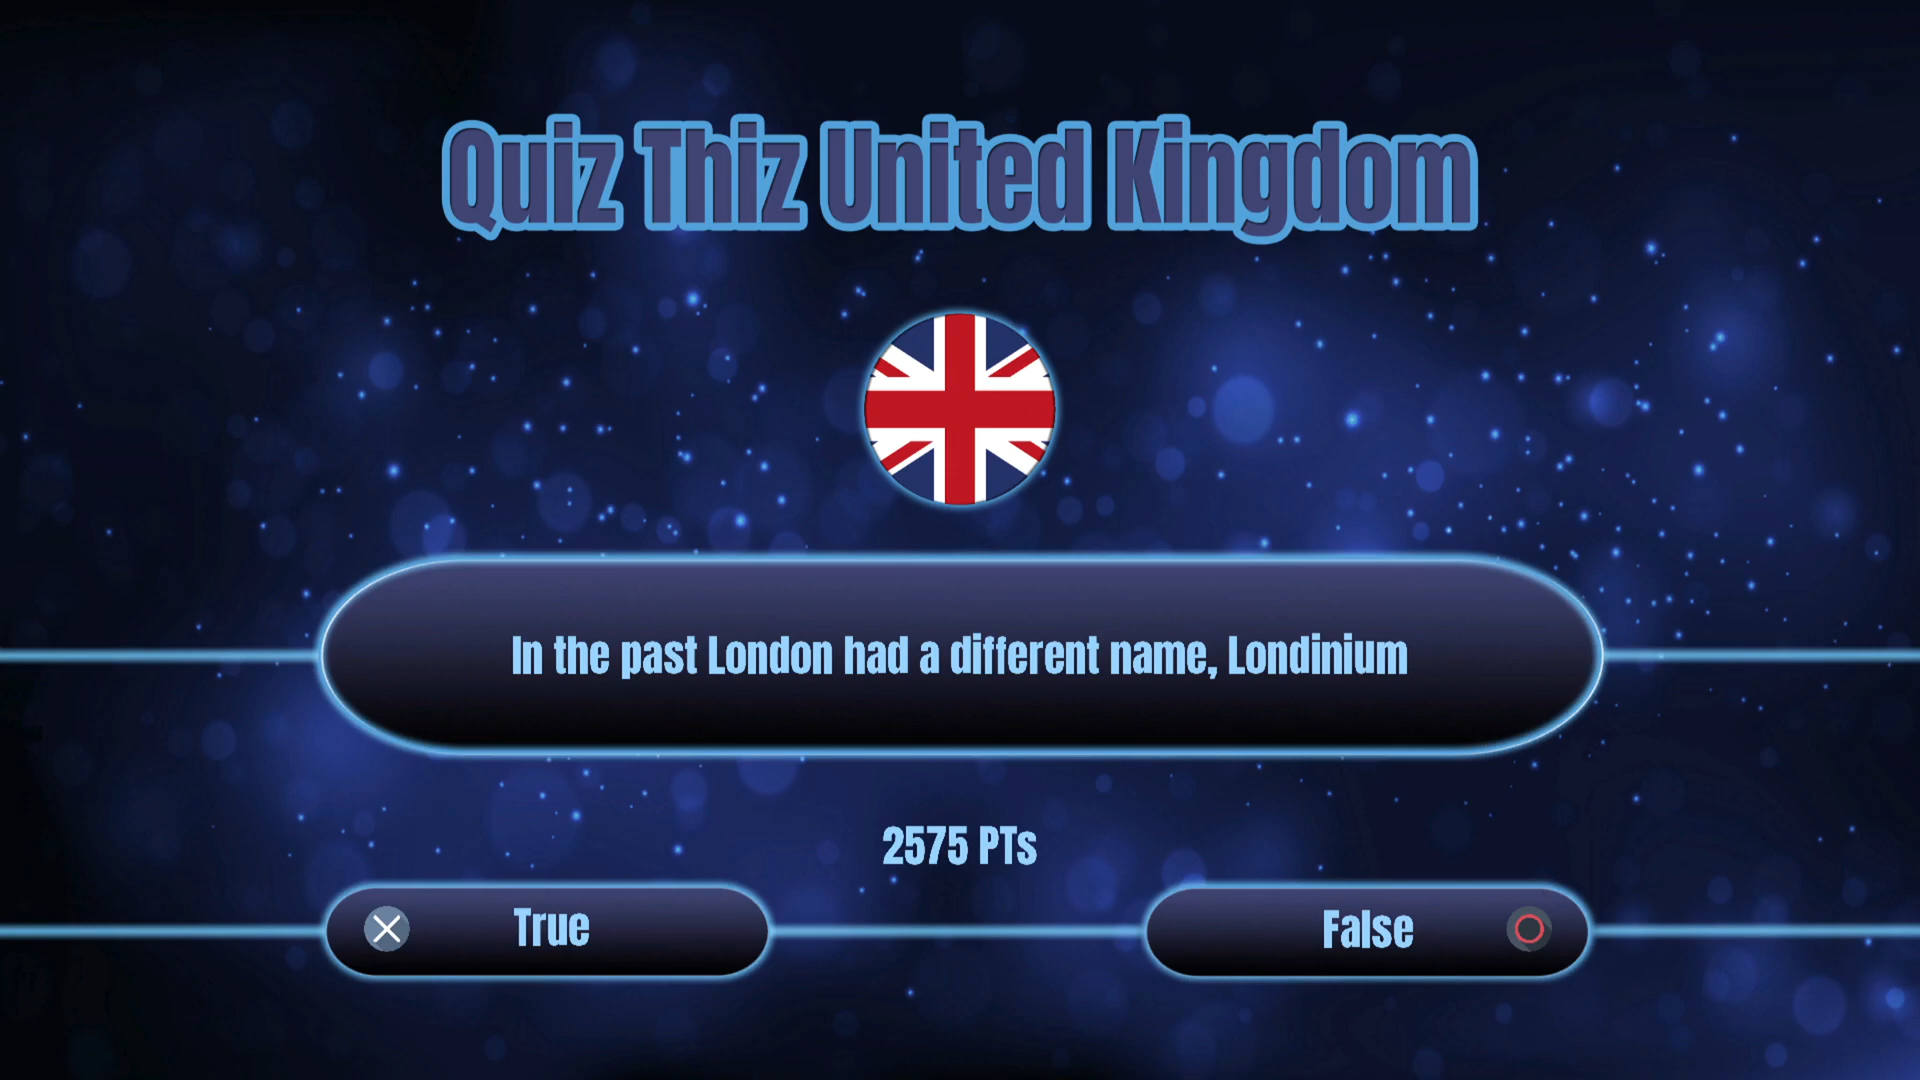 Quiz Thiz United Kingdom
In the past London had a different name, Londinium
2575 PTs
True
False